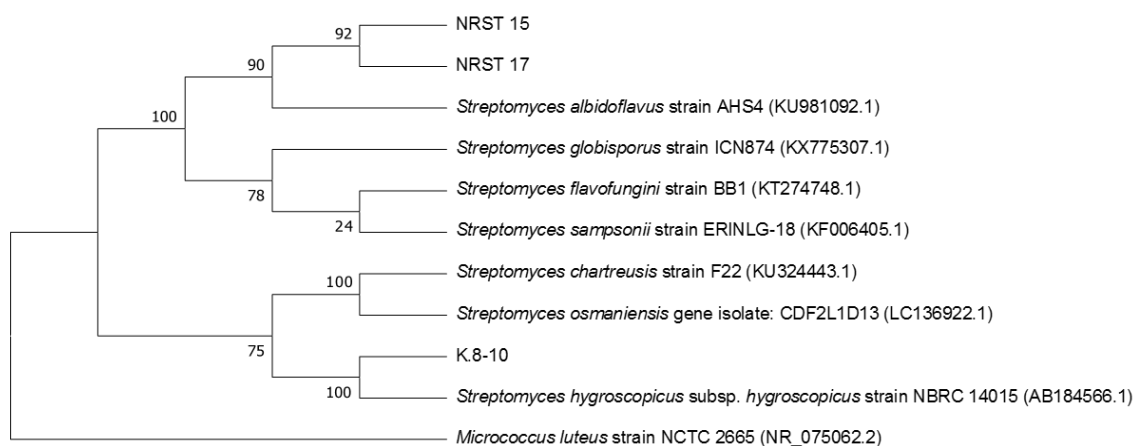 NRST 15
92
NRST 17
90
Streptomyces albidoflavus strain AHS4 (KU981092.1)
100
Streptomyces globisporus strain ICN874 (KX775307.1)
78
Streptomyces flavofungini strain BB1 (KT274748.1)
24
Streptomyces sampsonii strain ERINLG-18 (KF006405.1)
Streptomyces chartreusis strain F22 (KU324443.1)
100
Streptomyces osmaniensis gene isolate: CDF2L1D13 (LC136922.1)
75
K.8-10
100
Streptomyces hygroscopicus subsp. hygroscopicus strain NBRC 14015 (AB184566.1)
Micrococcus luteus strain NCTC 2665 (NR_075062.2)